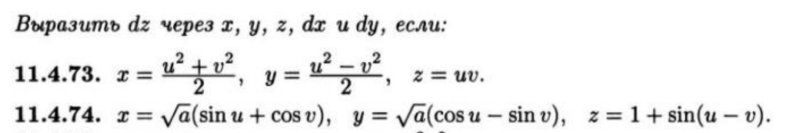 Выразить dz через x, y, z, dx и dy, если:
11.4.73. x = \frac{u^2 + v^2}{2}, y = \frac{u^2 - v^2}{2}, z = uv.
11.4.74. x = \sqrt{a}(sin u + cos v), y = \sqrt{a}(cos u − sin v), z = 1 + sin(u − v).